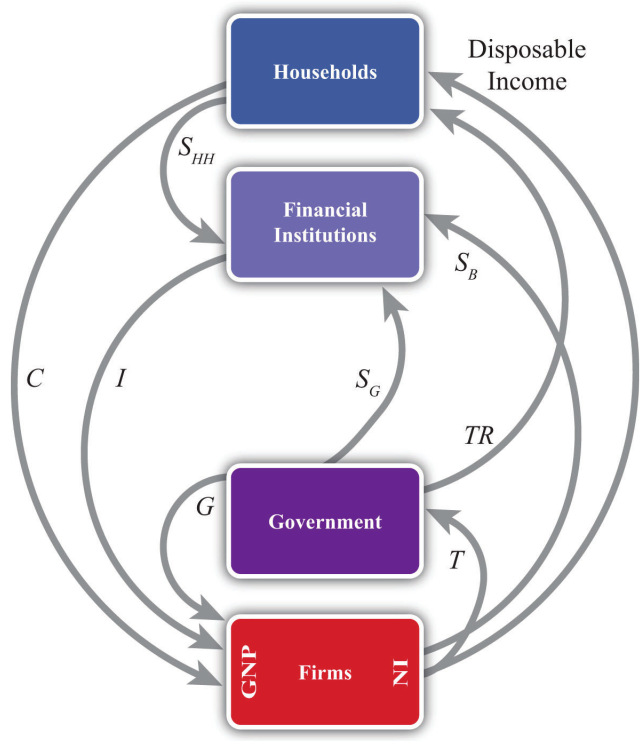 Households
Disposable
Income
S_HH
Financial
Institutions
S_B
C
I
S_G
TR
G
Government
T
GNP
Firms
NI